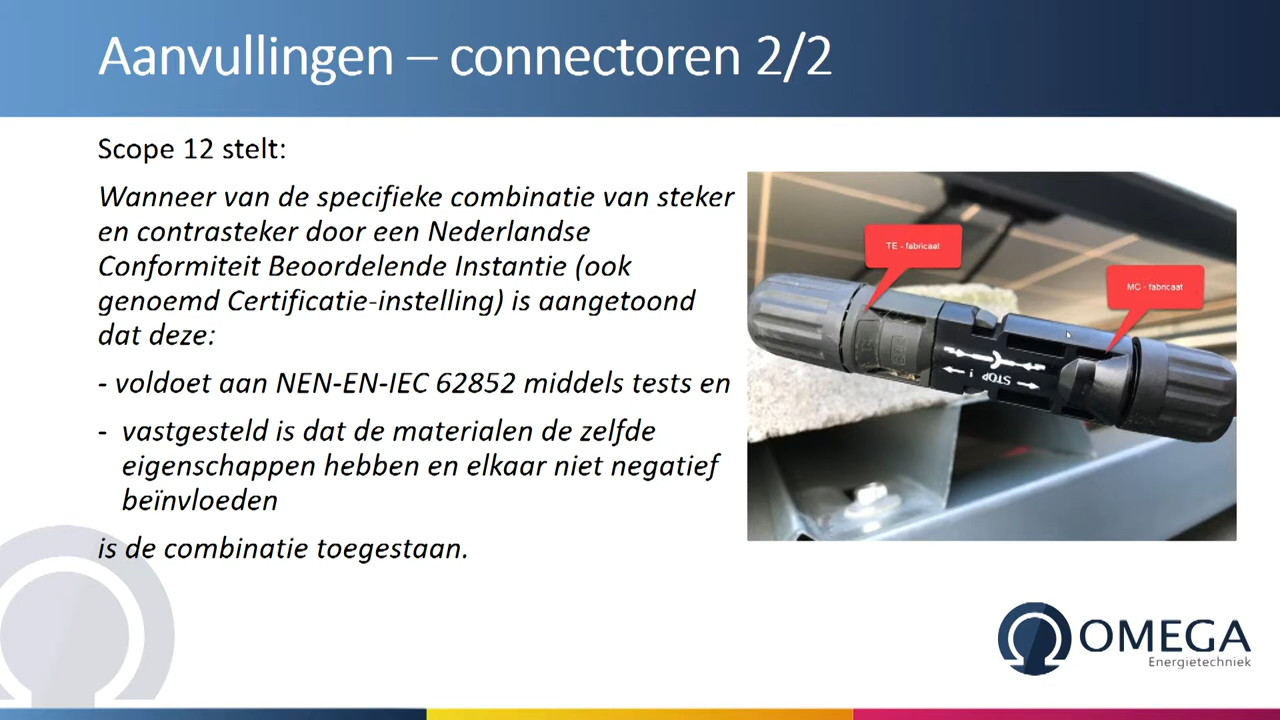 Aanvullingen – connectoren 2/2
Scope 12 stelt:
Wanneer van de specifieke combinatie van steker
en contrasteker door een Nederlandse
Conformiteit Beoordelende Instantie (ook
genoemd Certificatie-instelling) is aangetoond
dat deze:
- voldoet aan NEN-EN-IEC 62852 middels tests en
- vastgesteld is dat de materialen de zelfde
eigenschappen hebben en elkaar niet negatief
beïnvloeden
is de combinatie toegestaan.
TE - fabricaat
MC - fabricaat
STOP
OMEGA
Energietechniek